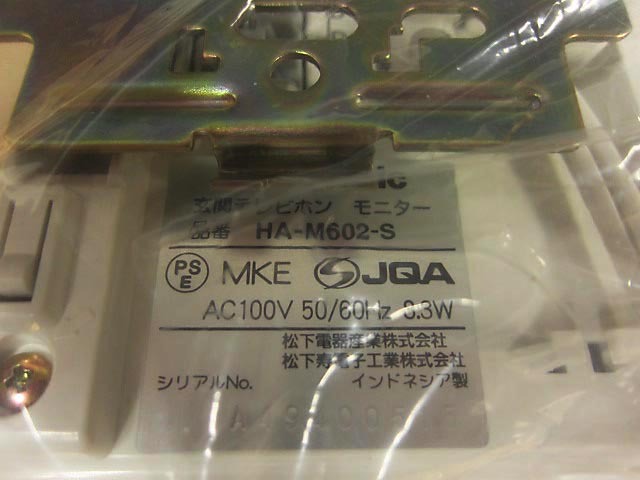 玄関テレビホン モニター
品番 HA-M602-S
PS E MKE JQA
AC100V 50/60Hz 8.3W
松下電器産業株式会社
松下寿電子工業株式会社
シリアルNo. インドネシア製